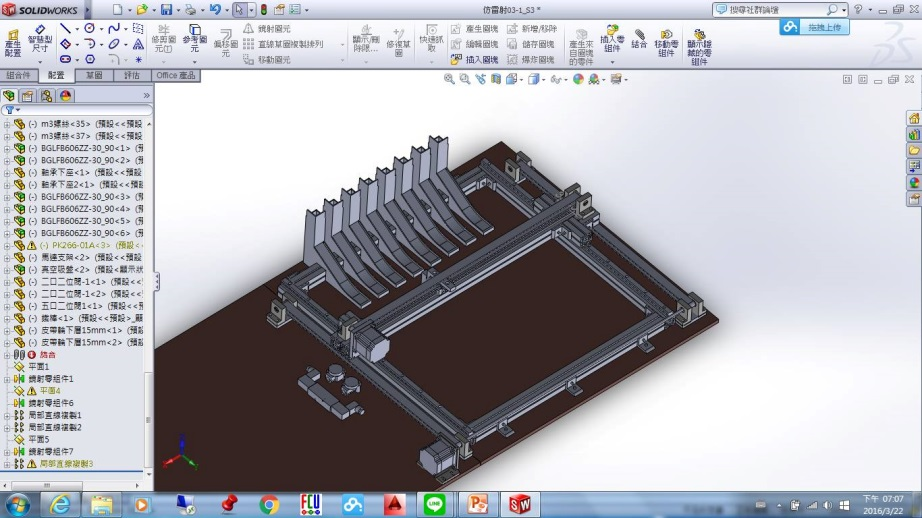 SOLIDWORKS
仿雷射03-1_S3 *
搜尋社群論壇
拖拽上传
產生配置
智慧型尺寸
修剪圖元(T)
參考圖元
偏移圖元
鏡射圖元
直線草圖複製排列
移動圖元
顯示/刪除限...
修復草圖
快速抓取
產生圖塊
編輯圖塊
插入圖塊
新增/移除
儲存圖塊
爆炸圖塊
產生來自圖塊的零件
插入零組件
結合
移動零組件
顯示隱藏的零組件
組合件
配置
草圖
評估
Office 產品
(-) m3螺絲<35> (預設<<預設
(-) m3螺絲<37> (預設<<預設
(-) BGLFB606ZZ-30_90<1> (預
(-) BGLFB606ZZ-30_90<2> (預
(-) 軸承下座<1> (預設<<預設
(-) 軸承下座2<1> (預設<<預設
(-) BGLFB606ZZ-30_90<3> (預
(-) BGLFB606ZZ-30_90<4> (預
(-) BGLFB606ZZ-30_90<5> (預
(-) BGLFB606ZZ-30_90<6> (預
(-) PK266-01A<3> (預設<<
(-) 馬達支架<2> (預設<<預設
(-) 真空吸盤<2> (預設<顯示狀
(-) 二口二位閥-1<1> (預設<<
(-) 二口二位閥-1<2> (預設<<
(-) 五口二位閥1<1> (預設<<預
(-) 皮帶輪下層15mm<1> (預
(-) 皮帶輪下層15mm<2> (預
結合
平面1
鏡射零組件1
平面4
鏡射零組件6
局部直線複製1
局部直線複製2
平面5
鏡射零組件7
局部直線複製3
FCU
LINE
下午 07:07
2016/3/22